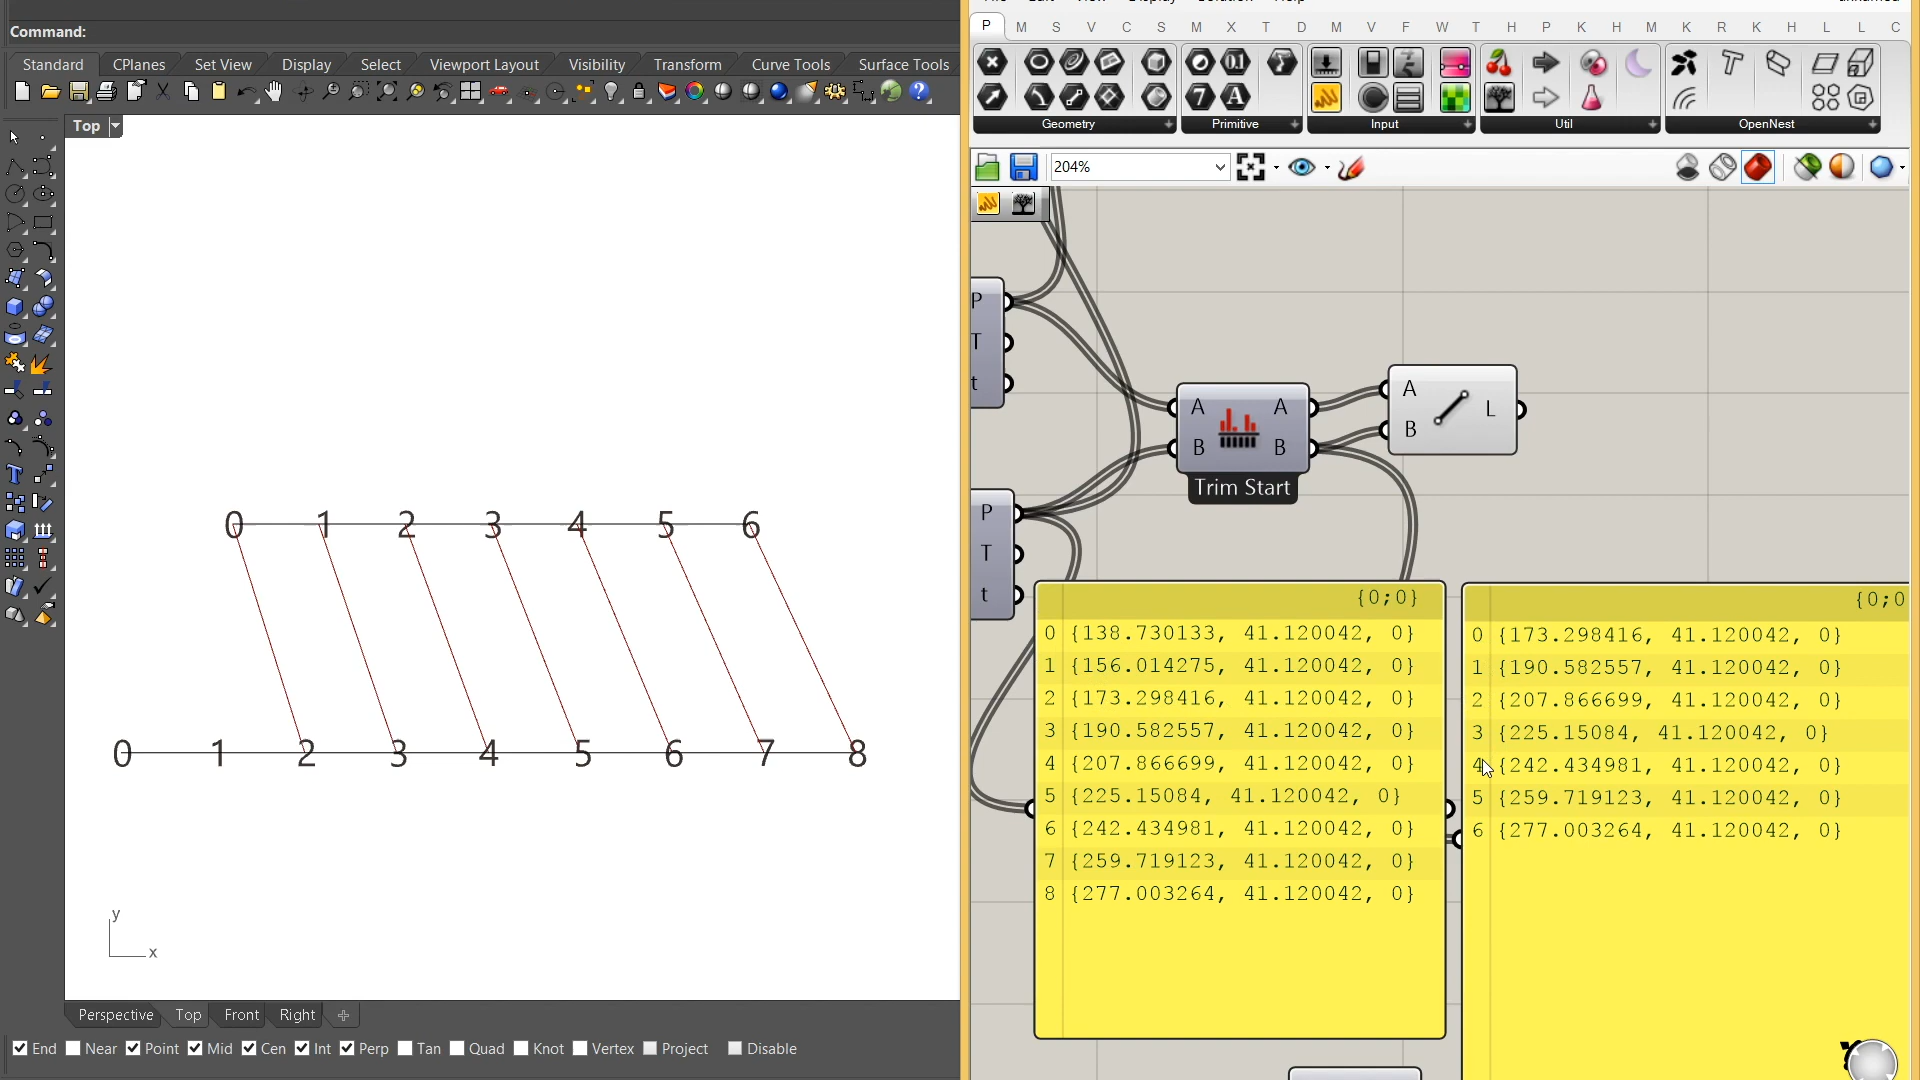 Command:
Standard CPlanes Set View Display Select Viewport Layout Visibility Transform Curve Tools Surface Tools
Top
0 1 2 3 4 5 6
0 1 2 3 4 5 6 7 8
y
x
Perspective Top Front Right
End Near Point Mid Cen Int Perp Tan Quad Knot Vertex Project Disable
P M S V C S M X T D M V F W T H P K H M K R K H L L C
Geometry Primitive Input Util OpenNest
204%
P
T
t
A A
B B
Trim Start
A
B
L
P
T
t
{0;0}
0 {138.730133, 41.120042, 0}
1 {156.014275, 41.120042, 0}
2 {173.298416, 41.120042, 0}
3 {190.582557, 41.120042, 0}
4 {207.866699, 41.120042, 0}
5 {225.15084, 41.120042, 0}
6 {242.434981, 41.120042, 0}
7 {259.719123, 41.120042, 0}
8 {277.003264, 41.120042, 0}
{0;0
0 {173.298416, 41.120042, 0}
1 {190.582557, 41.120042, 0}
2 {207.866699, 41.120042, 0}
3 {225.15084, 41.120042, 0}
4 {242.434981, 41.120042, 0}
5 {259.719123, 41.120042, 0}
6 {277.003264, 41.120042, 0}